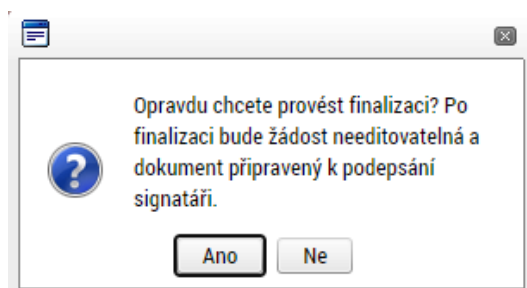 Opravdu chcete provést finalizaci? Po
finalizaci bude žádost needitovatelná a
dokument připravený k podepsání
signatáři.
Ano
Ne